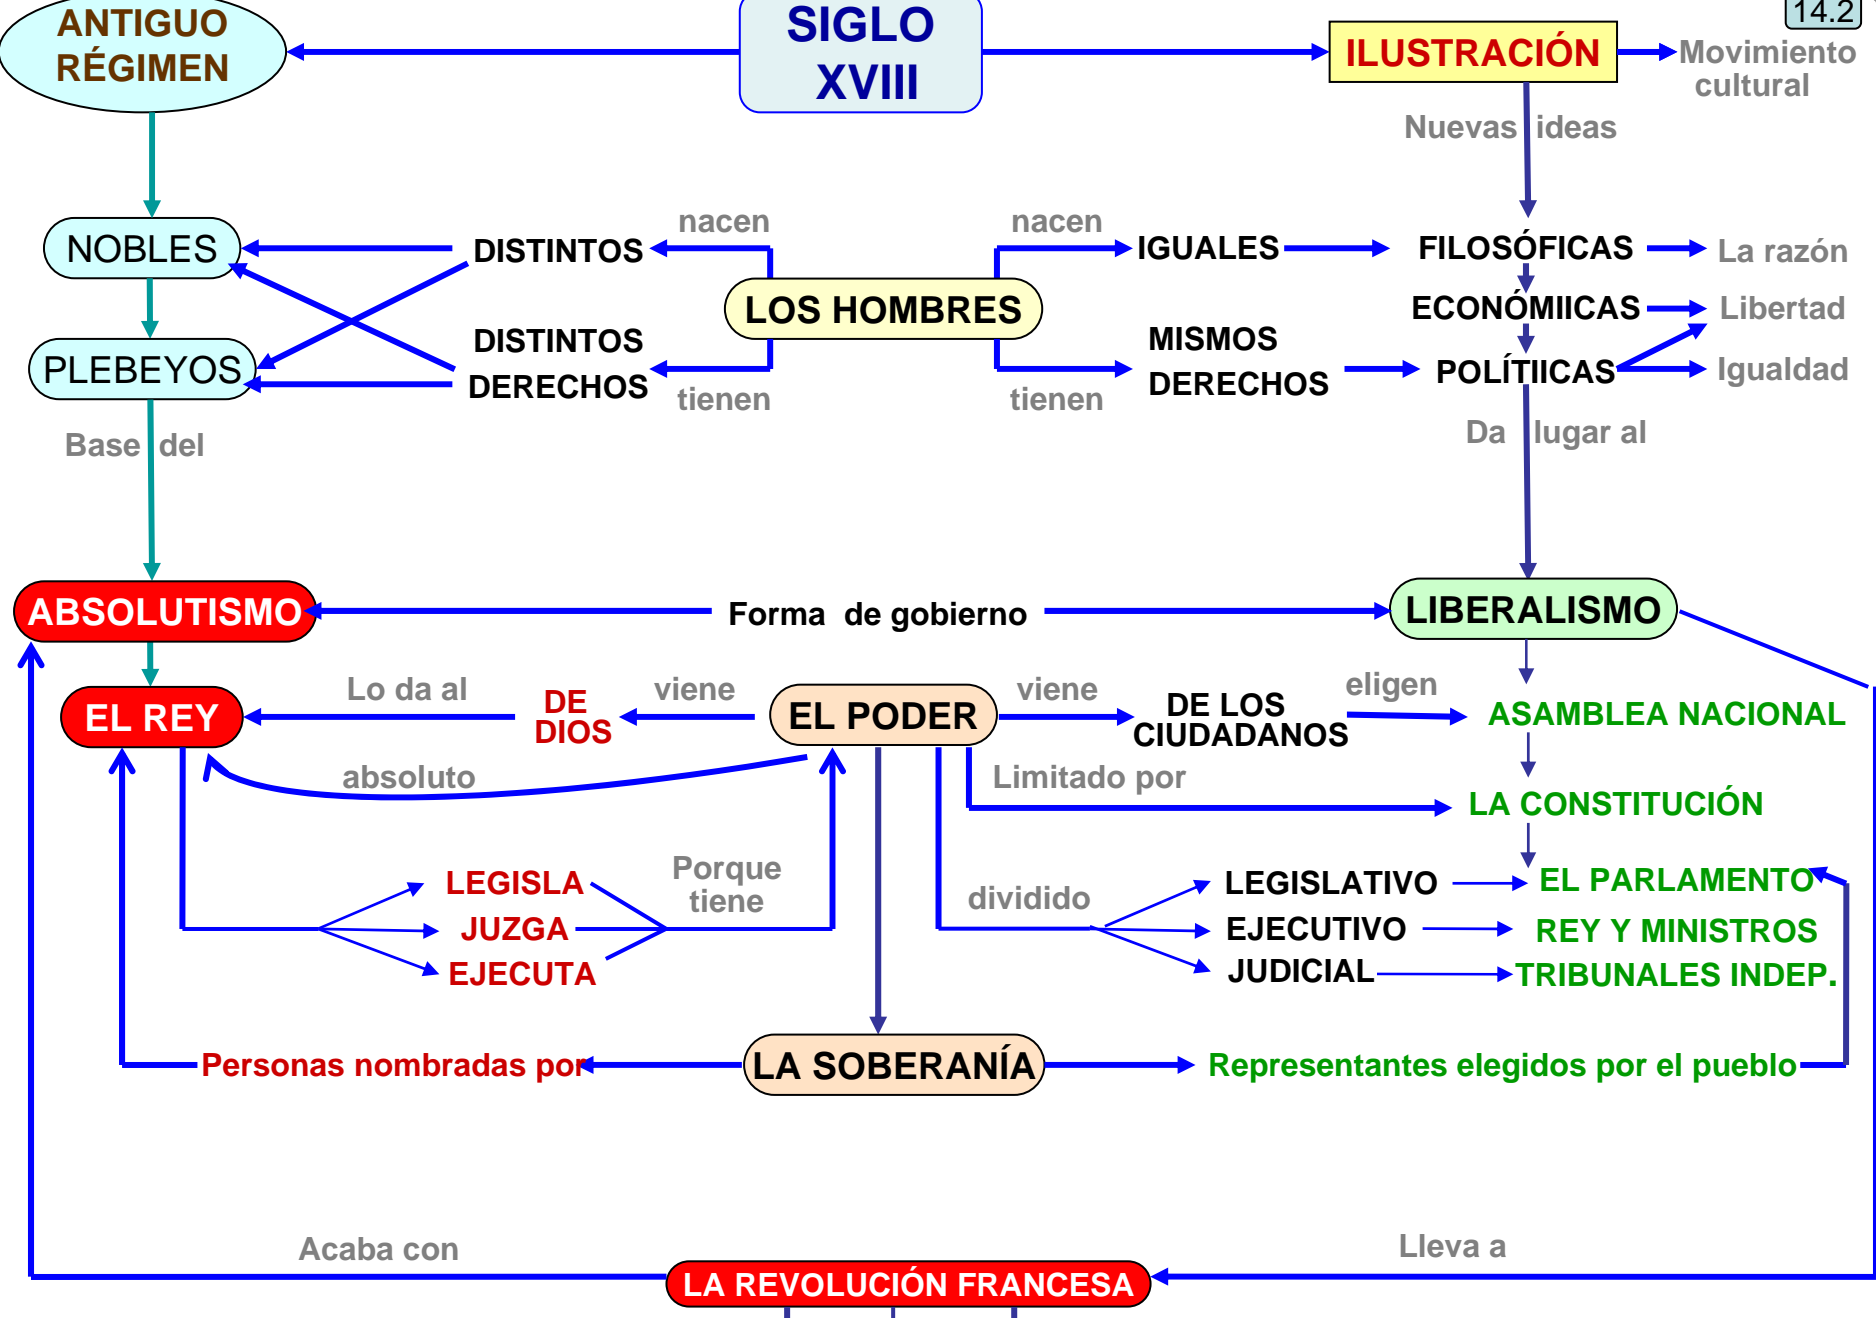 ANTIGUO
RÉGIMEN
SIGLO
XVIII
ILUSTRACIÓN
14.2
Movimiento
cultural
Nuevas ideas
NOBLES
DISTINTOS
nacen
nacen
IGUALES
FILOSÓFICAS
La razón
LOS HOMBRES
ECONÓMIICAS
Libertad
PLEBEYOS
DISTINTOS
DERECHOS
tienen
tienen
MISMOS
DERECHOS
POLÍTIICAS
Igualdad
Base del
Da lugar al
ABSOLUTISMO
Forma de gobierno
LIBERALISMO
EL REY
Lo da al
DE
DIOS
viene
EL PODER
viene
DE LOS
CIUDADANOS
eligen
ASAMBLEA NACIONAL
absoluto
Limitado por
LA CONSTITUCIÓN
LEGISLA
JUZGA
EJECUTA
Porque
tiene
dividido
LEGISLATIVO
EL PARLAMENTO
EJECUTIVO
REY Y MINISTROS
JUDICIAL
TRIBUNALES INDEP.
Personas nombradas por
LA SOBERANÍA
Representantes elegidos por el pueblo
Acaba con
LA REVOLUCIÓN FRANCESA
Lleva a